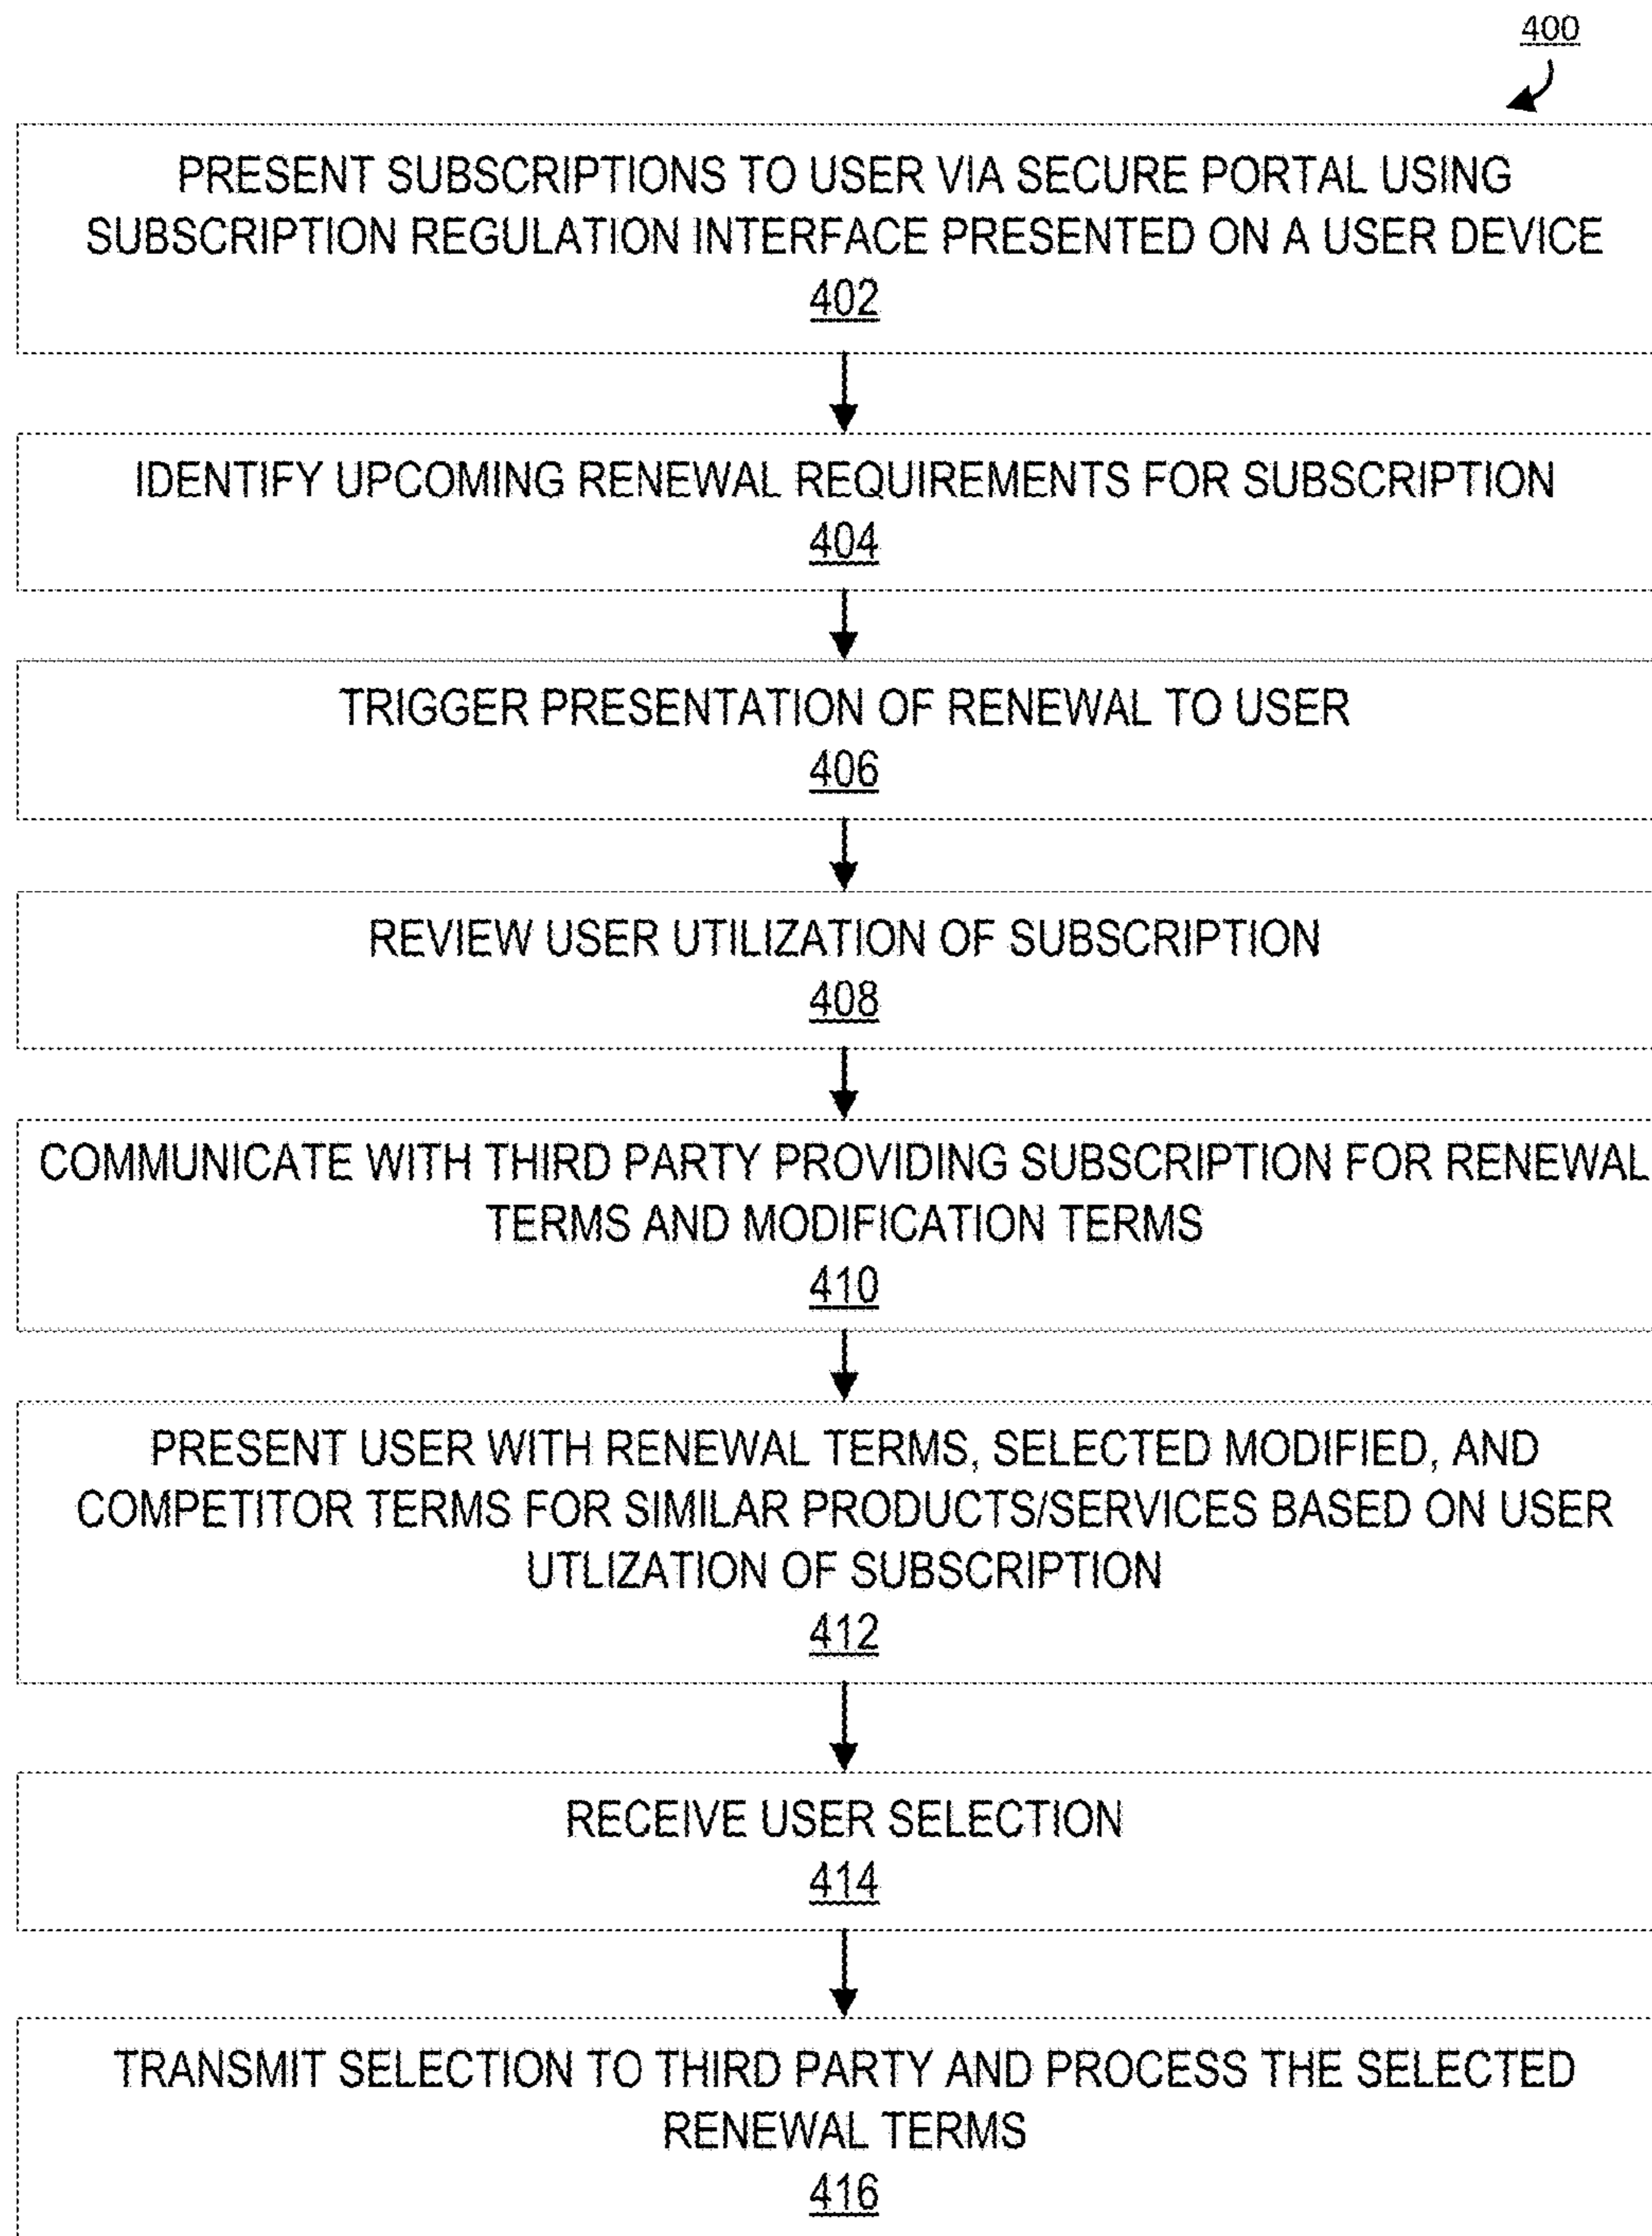 400
PRESENT SUBSCRIPTIONS TO USER VIA SECURE PORTAL USING
SUBSCRIPTION REGULATION INTERFACE PRESENTED ON A USER DEVICE
402
IDENTIFY UPCOMING RENEWAL REQUIREMENTS FOR SUBSCRIPTION
404
TRIGGER PRESENTATION OF RENEWAL TO USER
406
REVIEW USER UTILIZATION OF SUBSCRIPTION
408
COMMUNICATE WITH THIRD PARTY PROVIDING SUBSCRIPTION FOR RENEWAL
TERMS AND MODIFICATION TERMS
410
PRESENT USER WITH RENEWAL TERMS, SELECTED MODIFIED, AND
COMPETITOR TERMS FOR SIMILAR PRODUCTS/SERVICES BASED ON USER
UTLIZATION OF SUBSCRIPTION
412
RECEIVE USER SELECTION
414
TRANSMIT SELECTION TO THIRD PARTY AND PROCESS THE SELECTED
RENEWAL TERMS
416